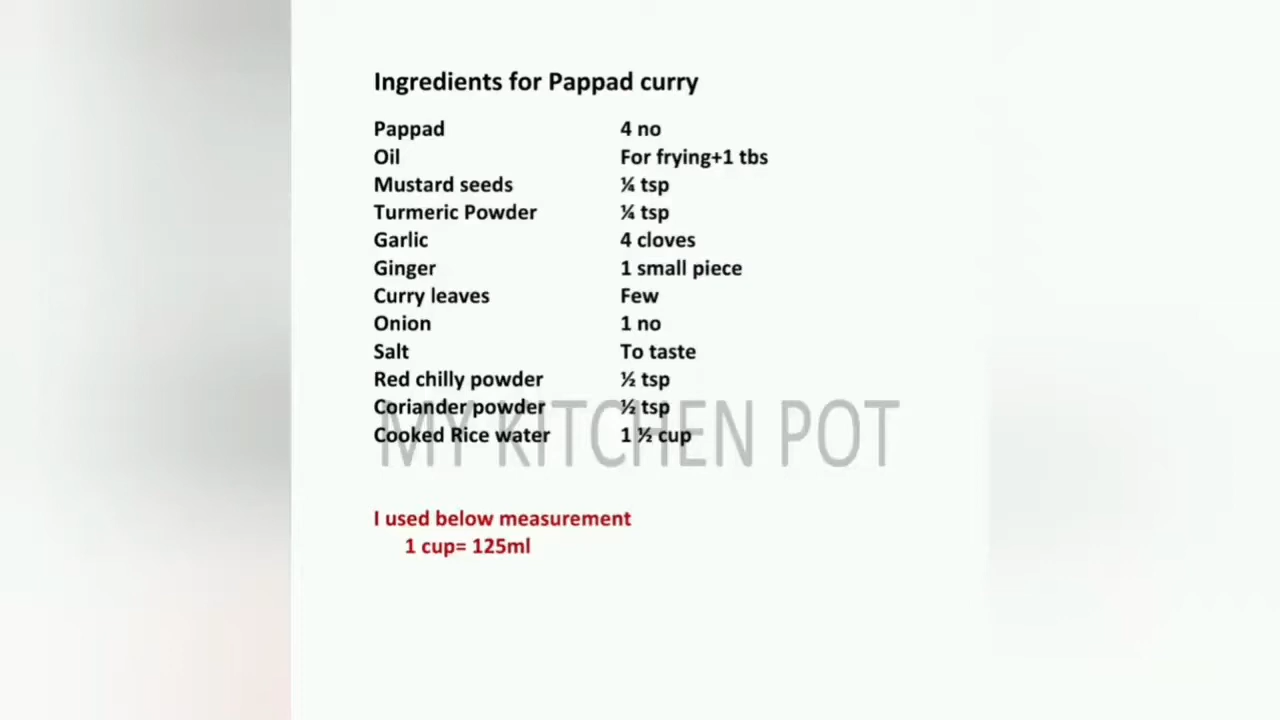 Ingredients for Pappad curry
Pappad 4 no
Oil For frying+1 tbs
Mustard seeds ¼ tsp
Turmeric Powder ¼ tsp
Garlic 4 cloves
Ginger 1 small piece
Curry leaves Few
Onion 1 no
Salt To taste
Red chilly powder ½ tsp
Coriander powder ½ tsp
Cooked Rice water 1 ½ cup
MY KITCHEN POT
I used below measurement
1 cup= 125ml